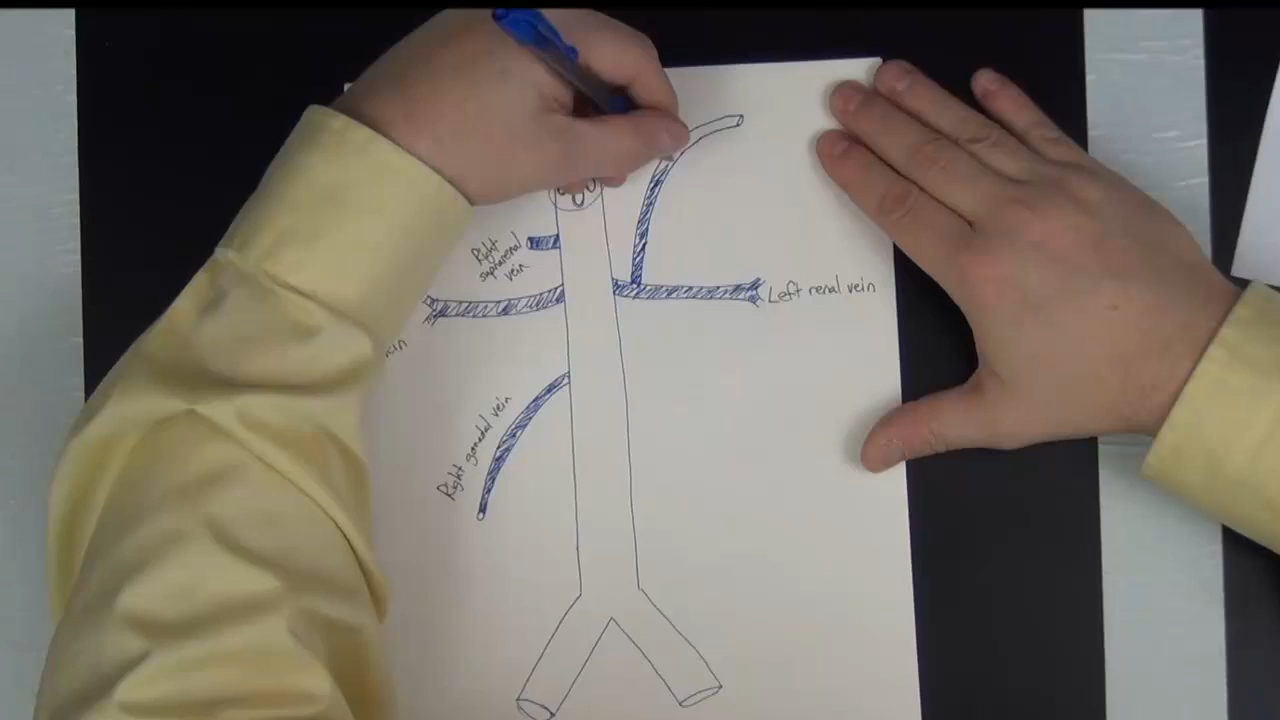 Right
suprarenal
vein
Left renal vein
Right gonadal vein